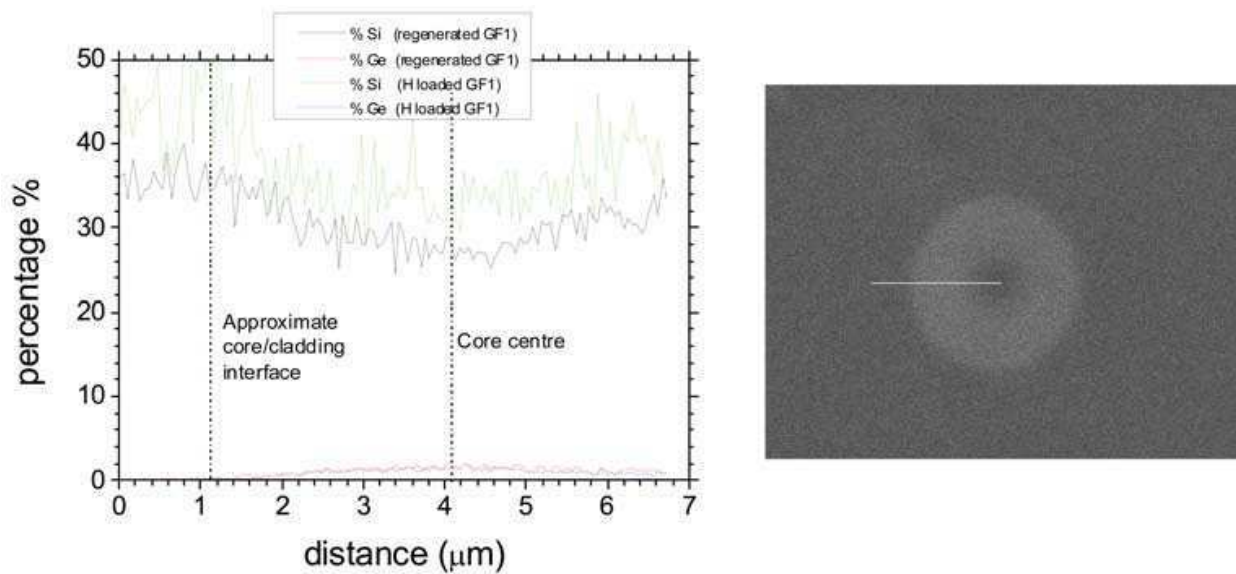 % Si (regenerated GF1)
% Ge (regenerated GF1)
% Si (H loaded GF1)
% Ge (H loaded GF1)
50
40
30
20
10
0
percentage %
Approximate
core/cladding
interface
Core centre
0 1 2 3 4 5 6 7
distance (μm)